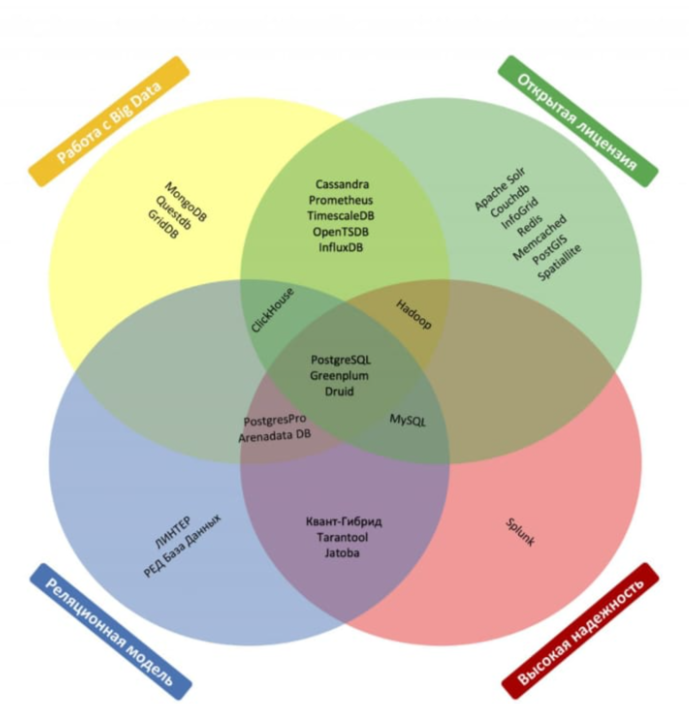 Работа с Big Data
Открытая лицензия
MongoDB
Questdb
GridDB
Cassandra
Prometheus
TimescaleDB
OpenTSDB
InfluxDB
Apache Solr
Couchdb
InfoGrid
Redis
Memcached
PostGIS
Spatiallite
ClickHouse
Hadoop
PostgreSQL
Greenplum
Druid
PostgresPro
Arenadata DB
MySQL
ЛИНТЕР
РЕД База Данных
Квант-Гибрид
Tarantool
Jatoba
Splunk
Реляционная модель
Высокая надежность